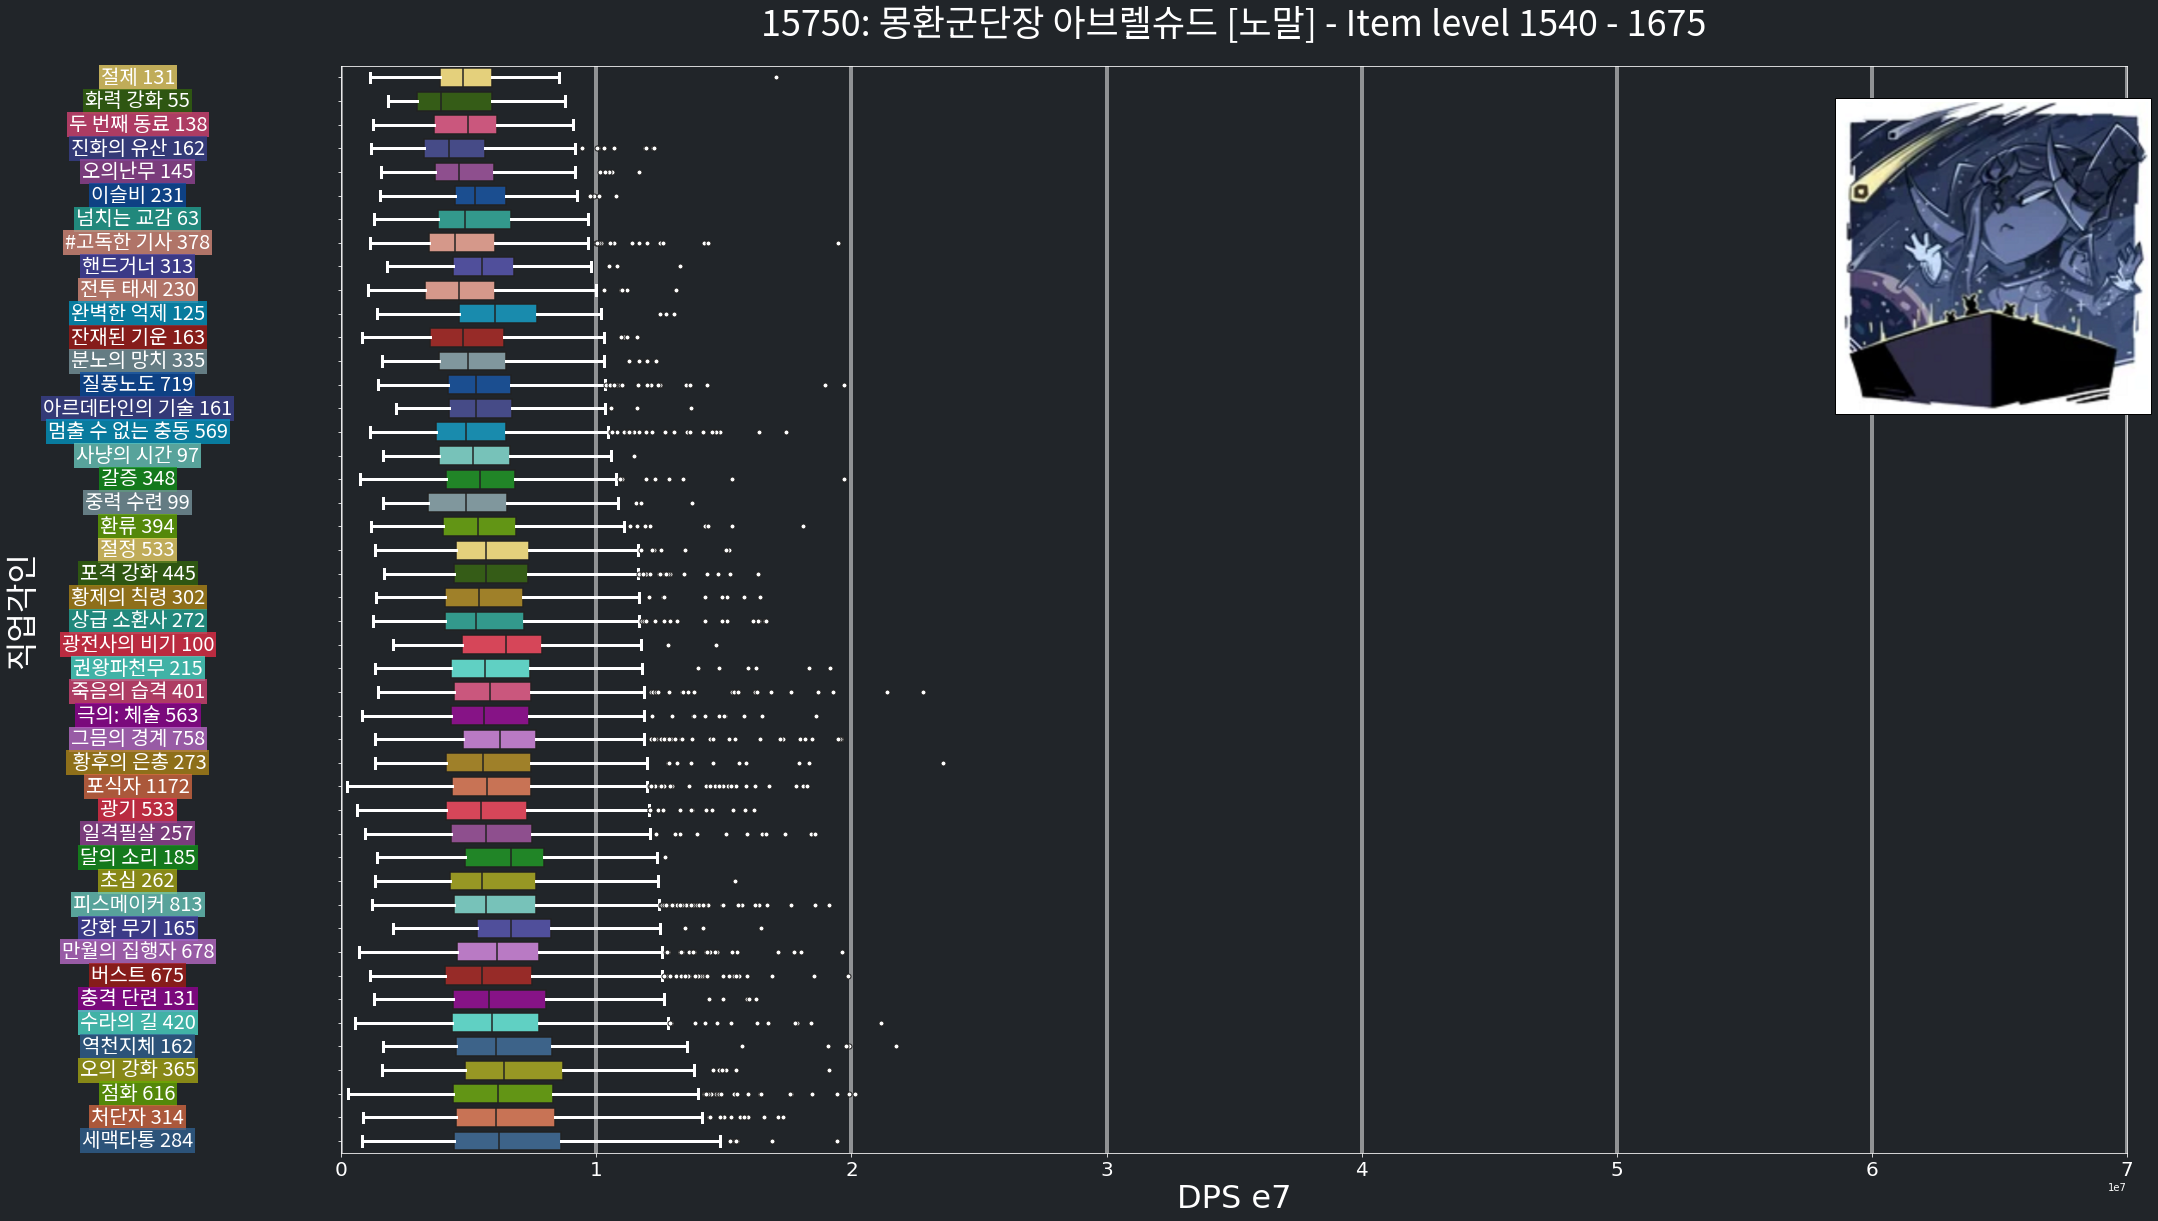 15750: 몽환군단장 아브렐슈드 [노말] - Item level 1540 - 1675
절제 131
화력 강화 55
두 번째 동료 138
진화의 유산 162
오의난무 145
이슬비 231
넘치는 교감 63
#고독한 기사 378
핸드거너 313
전투 태세 230
완벽한 억제 125
잔재된 기운 163
분노의 망치 335
질풍노도 719
아르데타인의 기술 161
멈출 수 없는 충동 569
사냥의 시간 97
갈증 348
중력 수련 99
환류 394
절정 533
포격 강화 445
황제의 칙령 302
상급 소환사 272
광전사의 비기 100
권왕파천무 215
죽음의 습격 401
극의: 체술 563
그믐의 경계 758
황후의 은총 273
포식자 1172
광기 533
일격필살 257
달의 소리 185
초심 262
피스메이커 813
강화 무기 165
만월의 집행자 678
버스트 675
충격 단련 131
수라의 길 420
역천지체 162
오의 강화 365
점화 616
처단자 314
세맥타통 284
직업각인
0 1 2 3 4 5 6 7
1e7
DPS e7